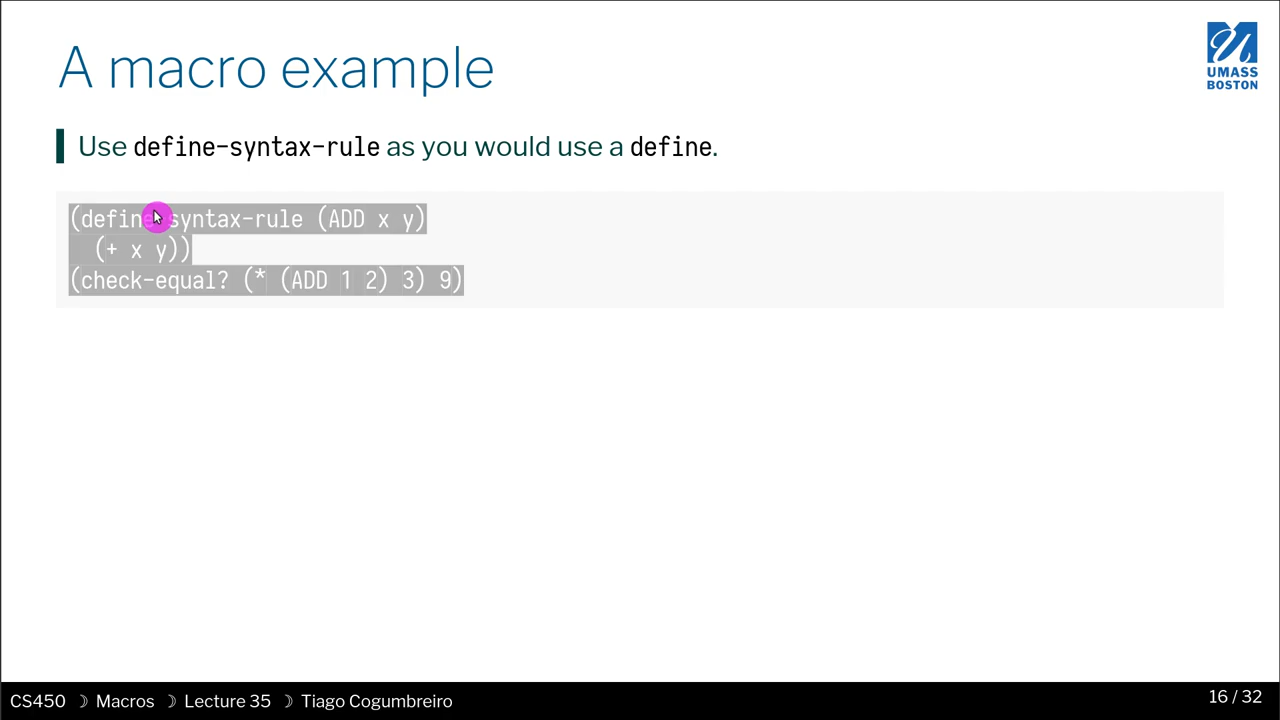 A macro example
UMASS
BOSTON
Use define-syntax-rule as you would use a define.
(define-syntax-rule (ADD x y)
  (+ x y))
(check-equal? (* (ADD 1 2) 3) 9)
CS450 ☽ Macros ☽ Lecture 35 ☽ Tiago Cogumbreiro
16 / 32